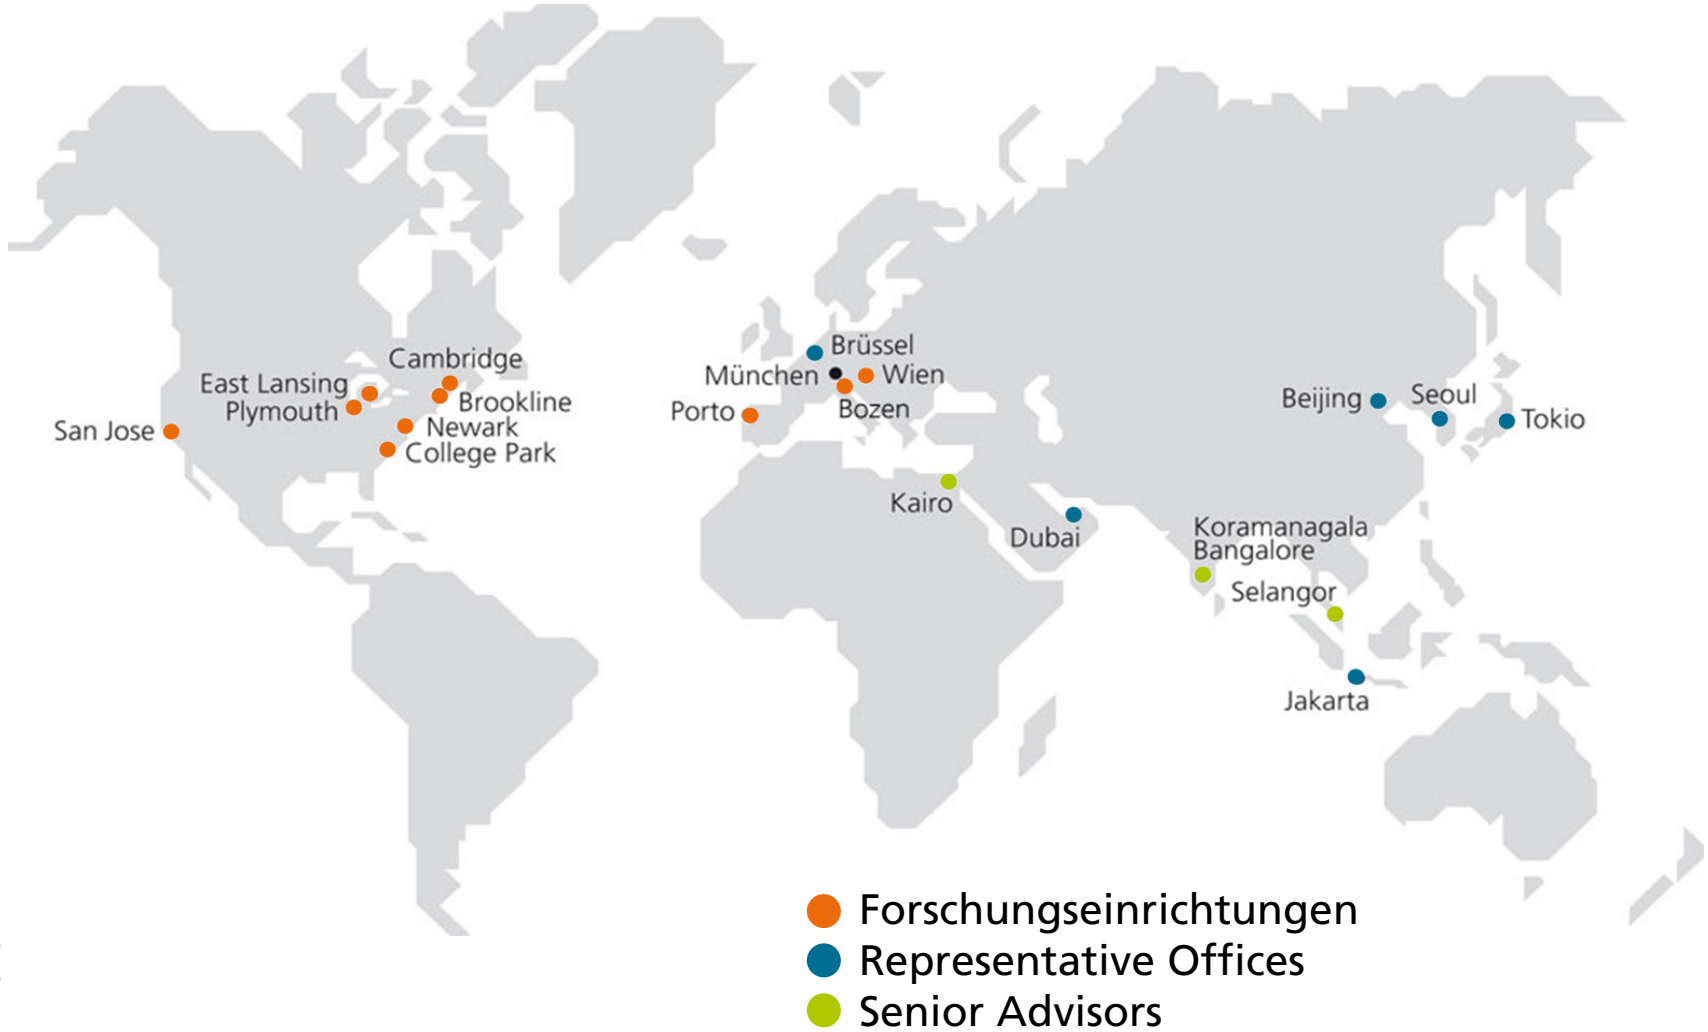 Cambridge
East Lansing
Plymouth
Brookline
San Jose
Newark
College Park
Brüssel
München
Wien
Porto
Bozen
Kairo
Dubai
Beijing
Seoul
Tokio
Koramanagala
Bangalore
Selangor
Jakarta
Forschungseinrichtungen
Representative Offices
Senior Advisors